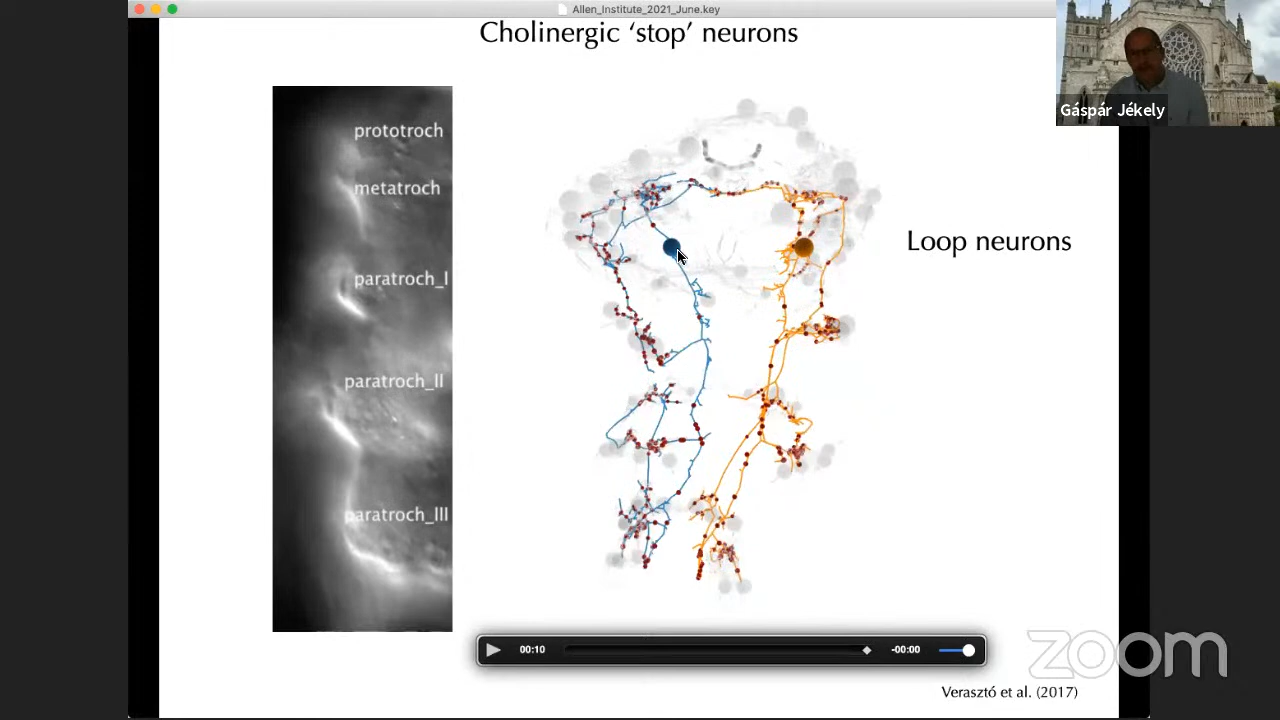 Allen_Institute_2021_June.key
Cholinergic ‘stop’ neurons
Gáspár Jékely
prototroch
metatroch
paratroch_I
paratroch_II
paratroch_III
Loop neurons
00:10
-00:00
zoom
Verasztó et al. (2017)